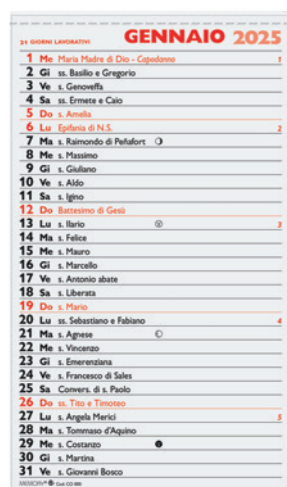 21 GIORNI LAVORATIVI GENNAIO 2025
1 Me Maria Madre di Dio - Capodanno 1
2 Gi ss. Basilio e Gregorio
3 Ve s. Genoveffa
4 Sa ss. Ermete e Caio
5 Do s. Amelia
6 Lu Epifania di N.S. 2
7 Ma s. Raimondo di Peñafort
8 Me s. Massimo
9 Gi s. Giuliano
10 Ve s. Aldo
11 Sa s. Igino
12 Do Battesimo di Gesù
13 Lu s. Ilario 3
14 Ma s. Felice
15 Me s. Mauro
16 Gi s. Marcello
17 Ve s. Antonio abate
18 Sa s. Liberata
19 Do s. Mario
20 Lu ss. Sebastiano e Fabiano 4
21 Ma s. Agnese
22 Me s. Vincenzo
23 Gi s. Emerenziana
24 Ve s. Francesco di Sales
25 Sa Convers. di s. Paolo
26 Do ss. Tito e Timoteo
27 Lu s. Angela Merici 5
28 Ma s. Tommaso d'Aquino
29 Me s. Costanzo
30 Gi s. Martina
31 Ve s. Giovanni Bosco
MEMORY® Cod. CO